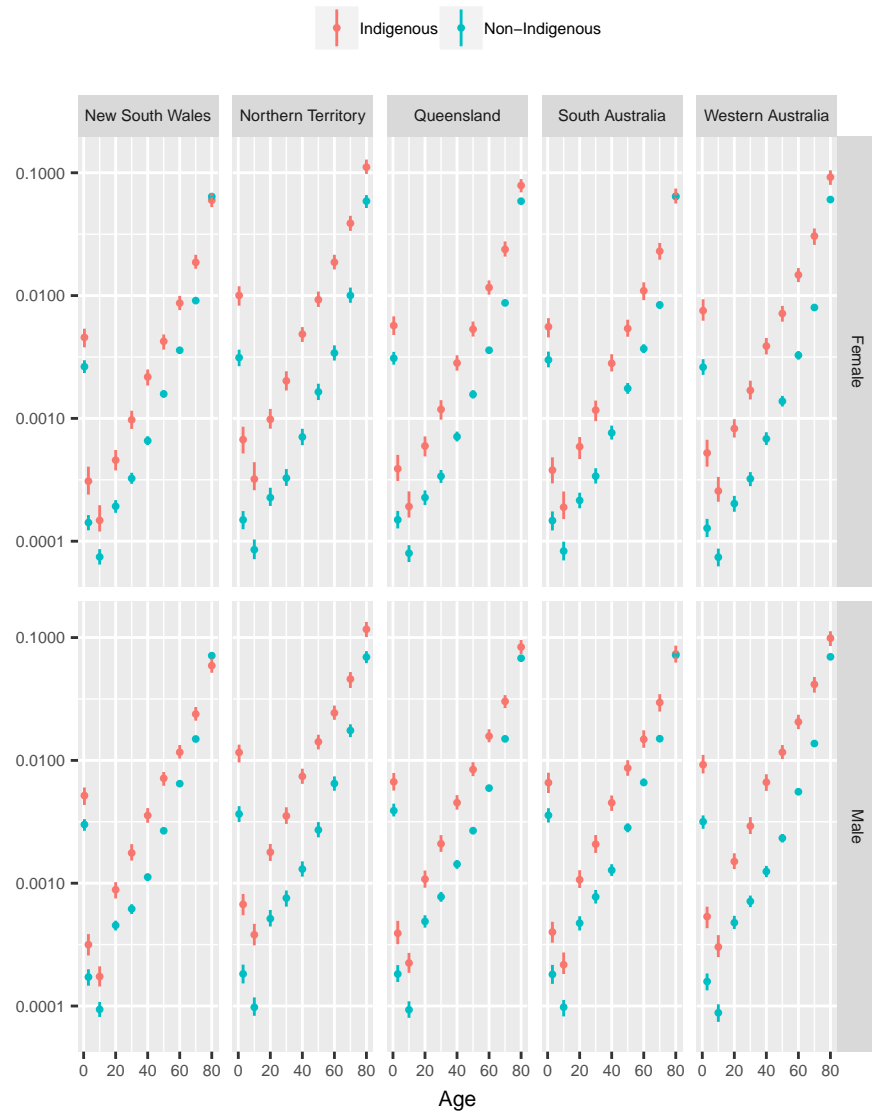 Indigenous Non−Indigenous
New South Wales Northern Territory Queensland South Australia Western Australia
0.1000
0.0100
0.0010
0.0001
Female
0.1000
0.0100
0.0010
0.0001
Male
0 20 40 60 80 0 20 40 60 80 0 20 40 60 80 0 20 40 60 80 0 20 40 60 80
Age